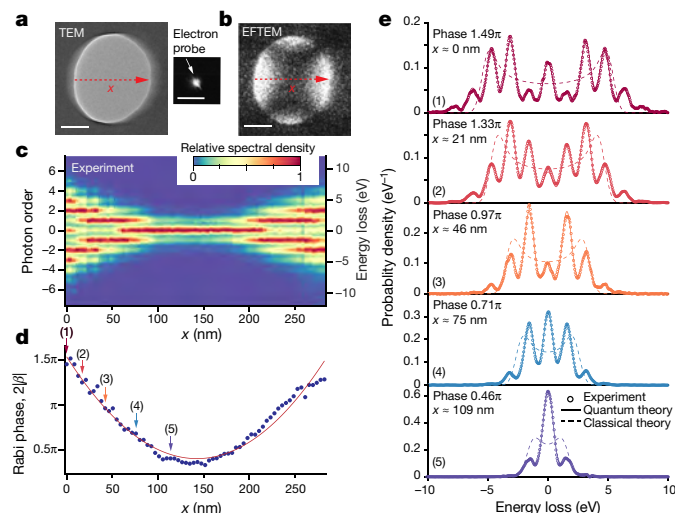 a
TEM
x
Electron
probe
b
EFTEM
x
c
Experiment
Relative spectral density
0
1
Photon order
6
4
2
0
−2
−4
−6
10
5
0
−5
−10
Energy loss (eV)
0
50
100
150
200
250
x (nm)
d
Rabi phase, 2|β|
1.5π
π
0.5π
(1)
(2)
(3)
(4)
(5)
0
50
100
150
200
250
x (nm)
e
Probablity density (eV−1)
0.2
Phase 1.49π
x ≈ 0 nm
0.1
(1)
0
Phase 1.33π
x ≈ 21 nm
0.1
(2)
0
Phase 0.97π
x ≈ 46 nm
0.1
(3)
0
0.3
Phase 0.71π
x ≈ 75 nm
0.2
0.1
(4)
0
0.6
Phase 0.46π
x ≈ 109 nm
0.4
0.2
(5)
0
Experiment
Quantum theory
Classical theory
−10
−5
0
5
10
Energy loss (eV)